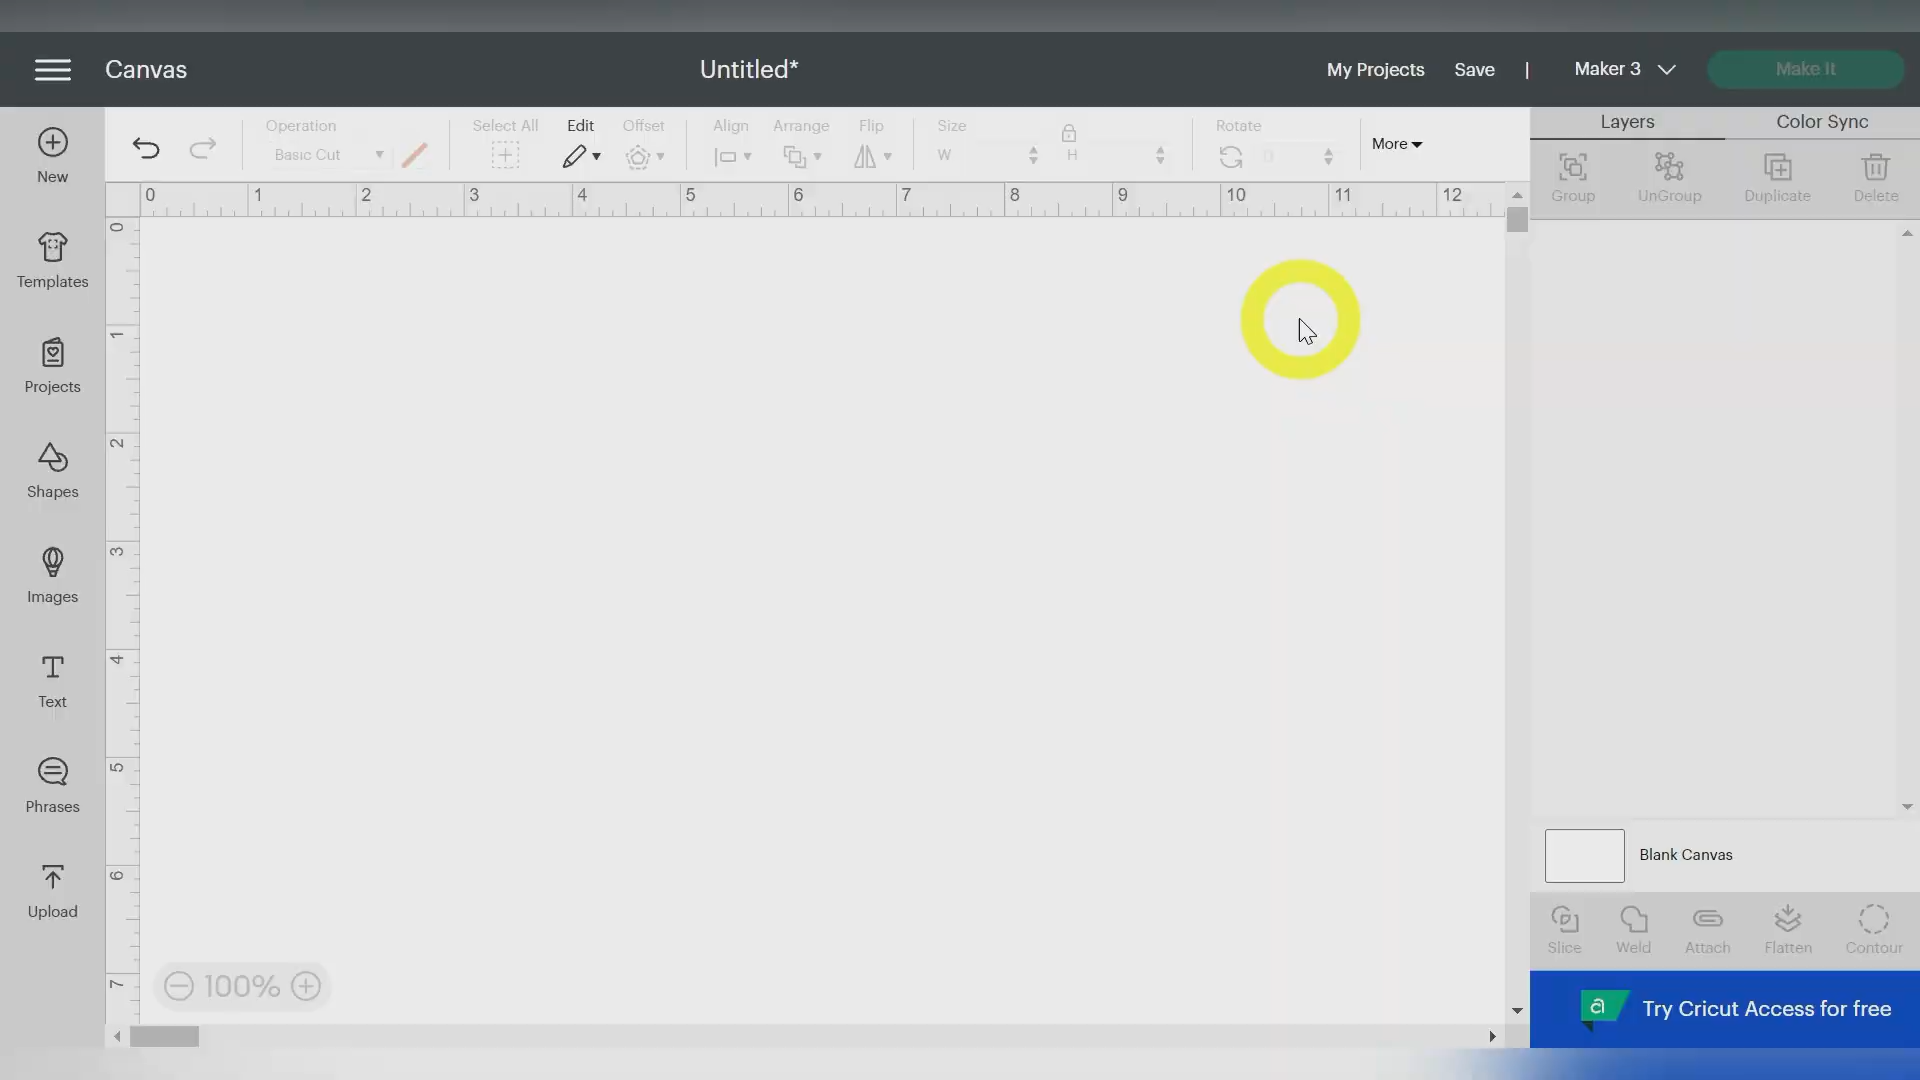 Canvas
Untitled*
My Projects Save | Maker 3 Make It
Operation Select All Edit Offset Align Arrange Flip Size Rotate
Basic Cut W H 0 More
Layers Color Sync
Group UnGroup Duplicate Delete
0 1 2 3 4 5 6 7 8 9 10 11 12
0
1
2
3
4
5
6
7
New
Templates
Projects
Shapes
Images
Text
Phrases
Upload
100%
Blank Canvas
Slice Weld Attach Flatten Contour
a Try Cricut Access for free